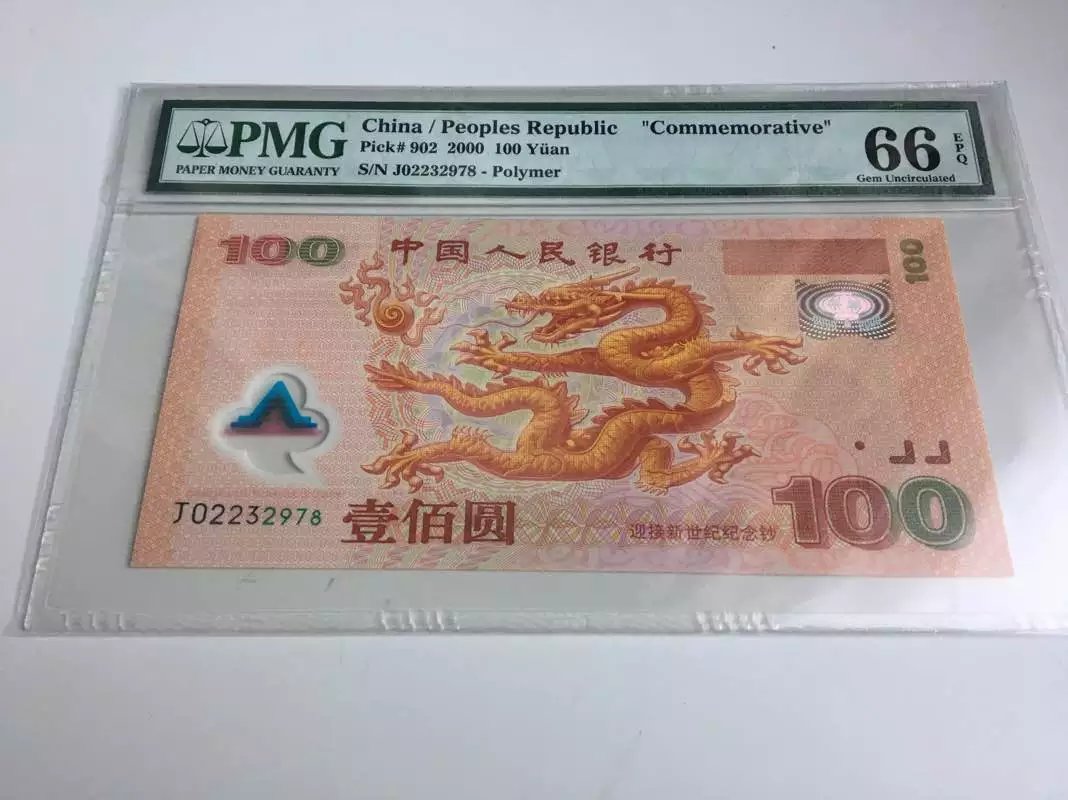 PMG
PAPER MONEY GUARANTY
China / Peoples Republic "Commemorative"
Pick# 902 2000 100 Yüan
S/N J02232978 - Polymer
66 EPQ
Gem Uncirculated
100 中国人民银行 100
J02232978 壹佰圆
迎接新世纪纪念钞 100